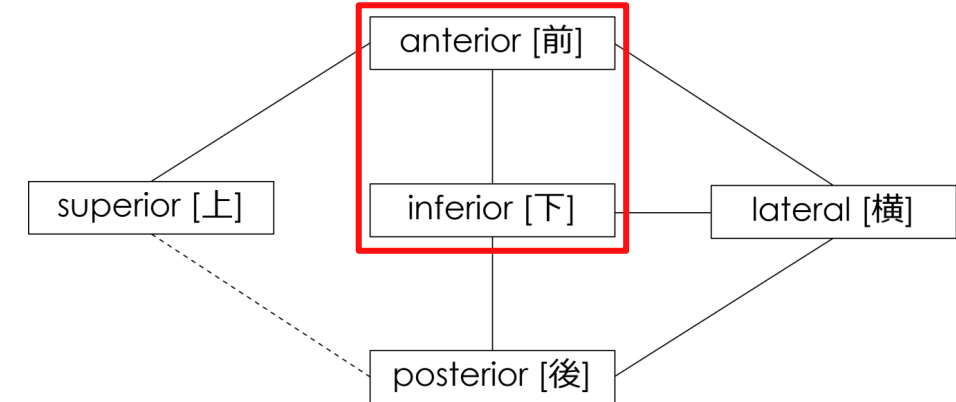 anterior [前]
superior [上]
inferior [下]
lateral [横]
posterior [後]